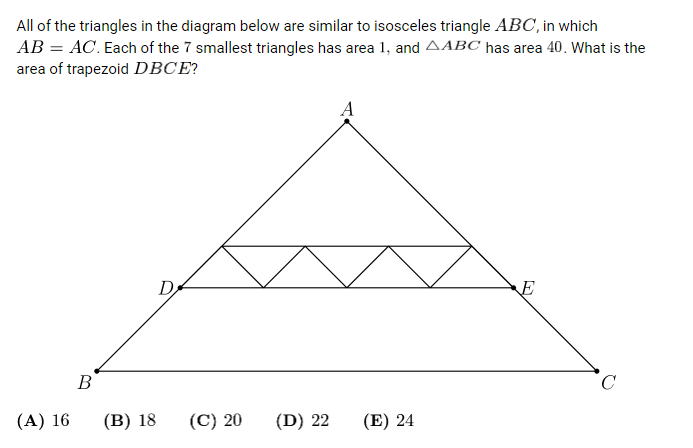 All of the triangles in the diagram below are similar to isosceles triangle ABC, in which
AB = AC. Each of the 7 smallest triangles has area 1, and △ABC has area 40. What is the
area of trapezoid DBCE?
A
D
E
B
C
(A) 16 (B) 18 (C) 20 (D) 22 (E) 24